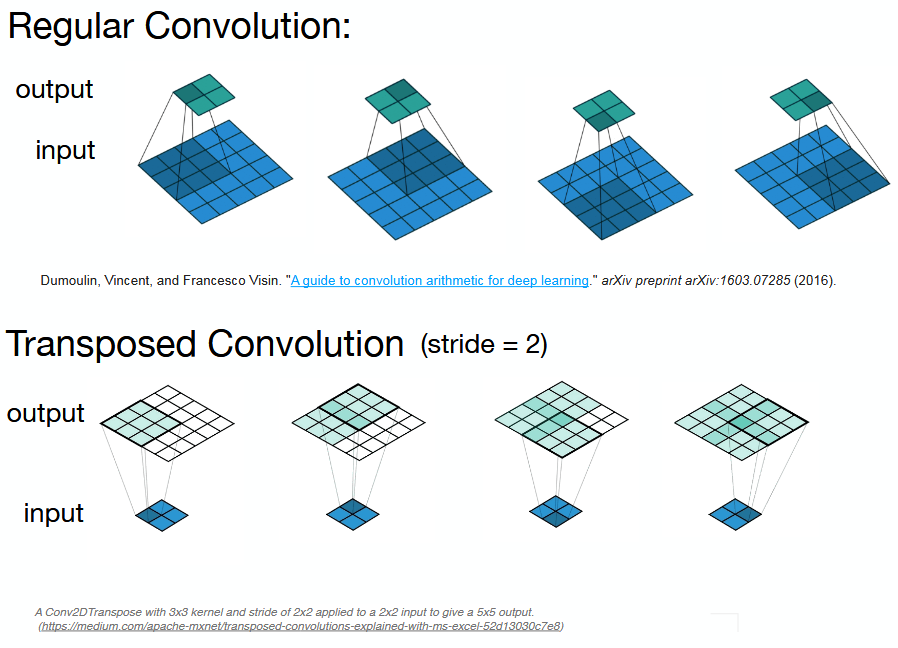 Regular Convolution:
output
input
Dumoulin, Vincent, and Francesco Visin. "A guide to convolution arithmetic for deep learning." arXiv preprint arXiv:1603.07285 (2016).
Transposed Convolution (stride = 2)
output
input
A Conv2DTranspose with 3x3 kernel and stride of 2x2 applied to a 2x2 input to give a 5x5 output.
(https://medium.com/apache-mxnet/transposed-convolutions-explained-with-ms-excel-52d13030c7e8)